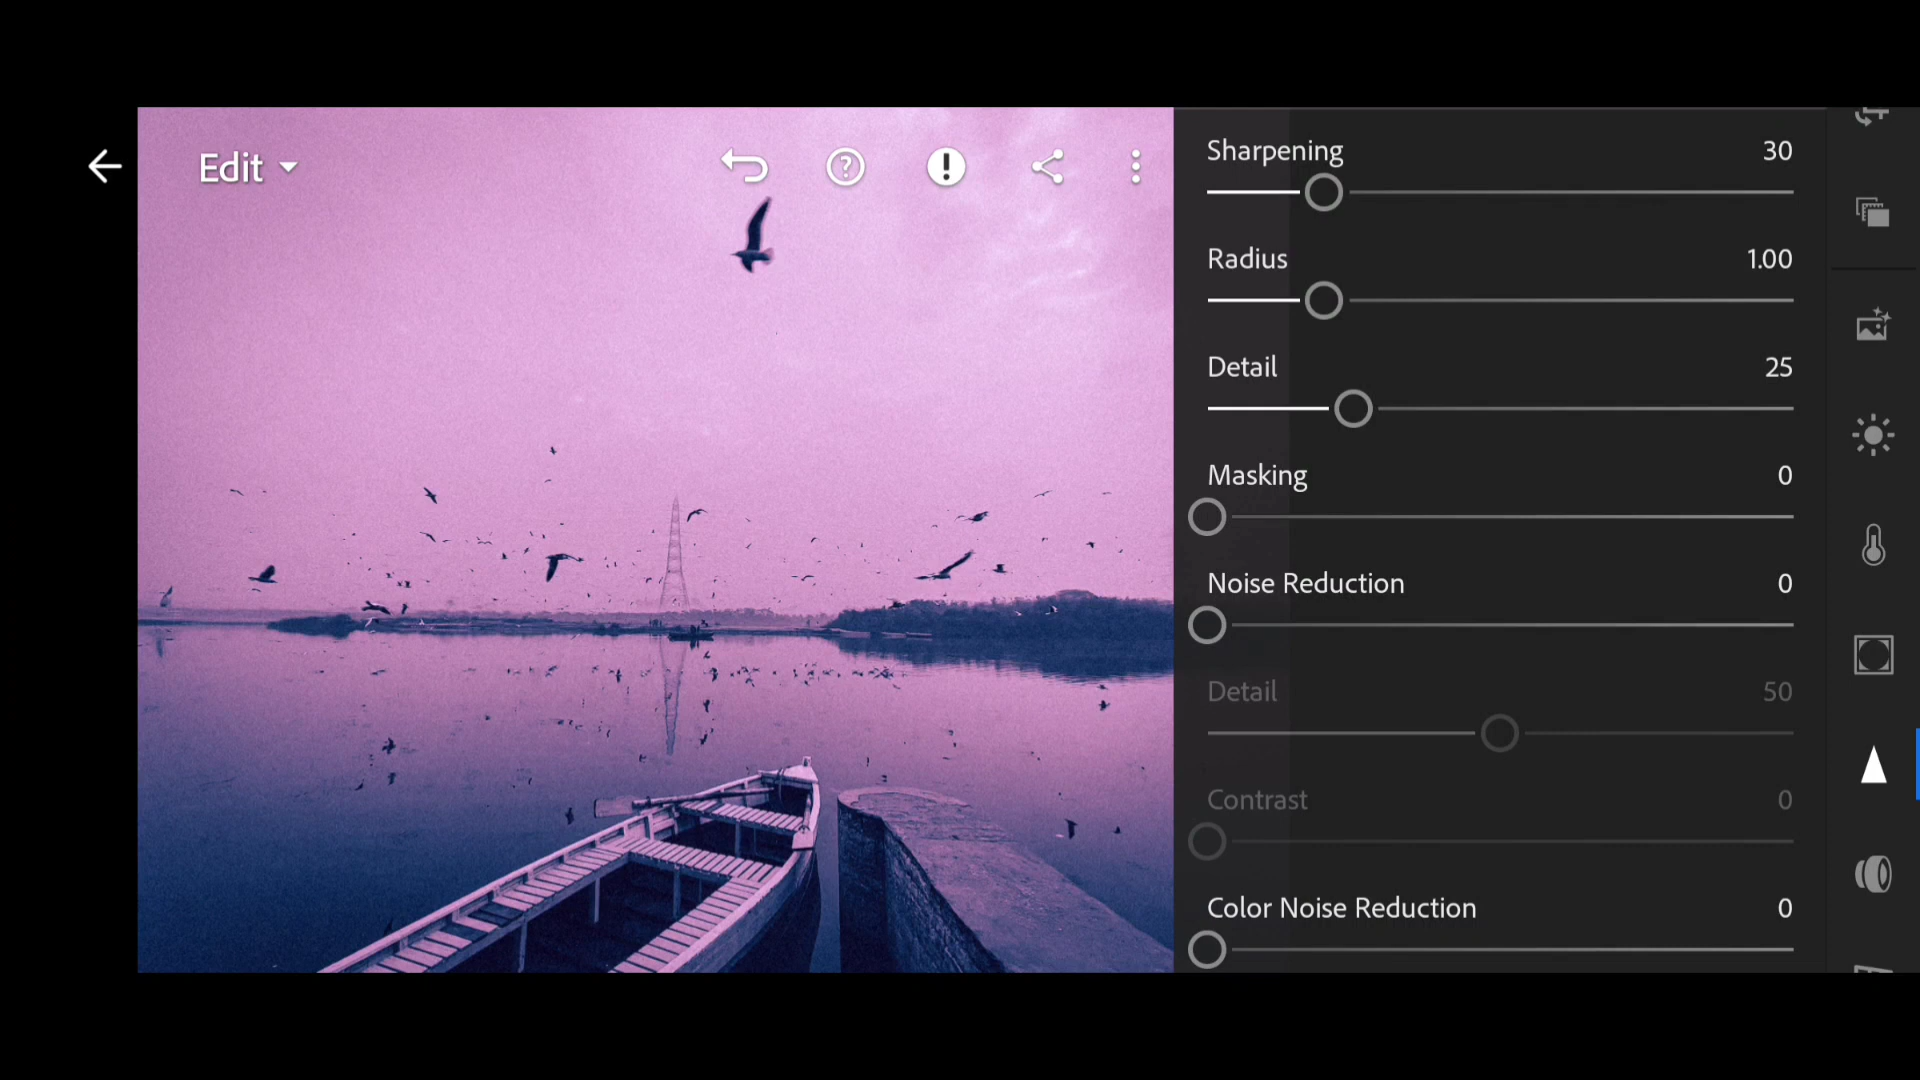 Edit
Sharpening 30
Radius 1.00
Detail 25
Masking 0
Noise Reduction 0
Detail 50
Contrast 0
Color Noise Reduction 0